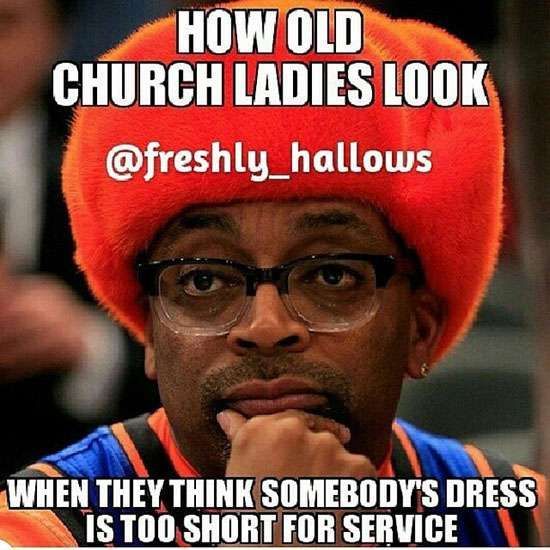 HOW OLD
CHURCH LADIES LOOK
@freshly_hallows
WHEN THEY THINK SOMEBODY'S DRESS
IS TOO SHORT FOR SERVICE